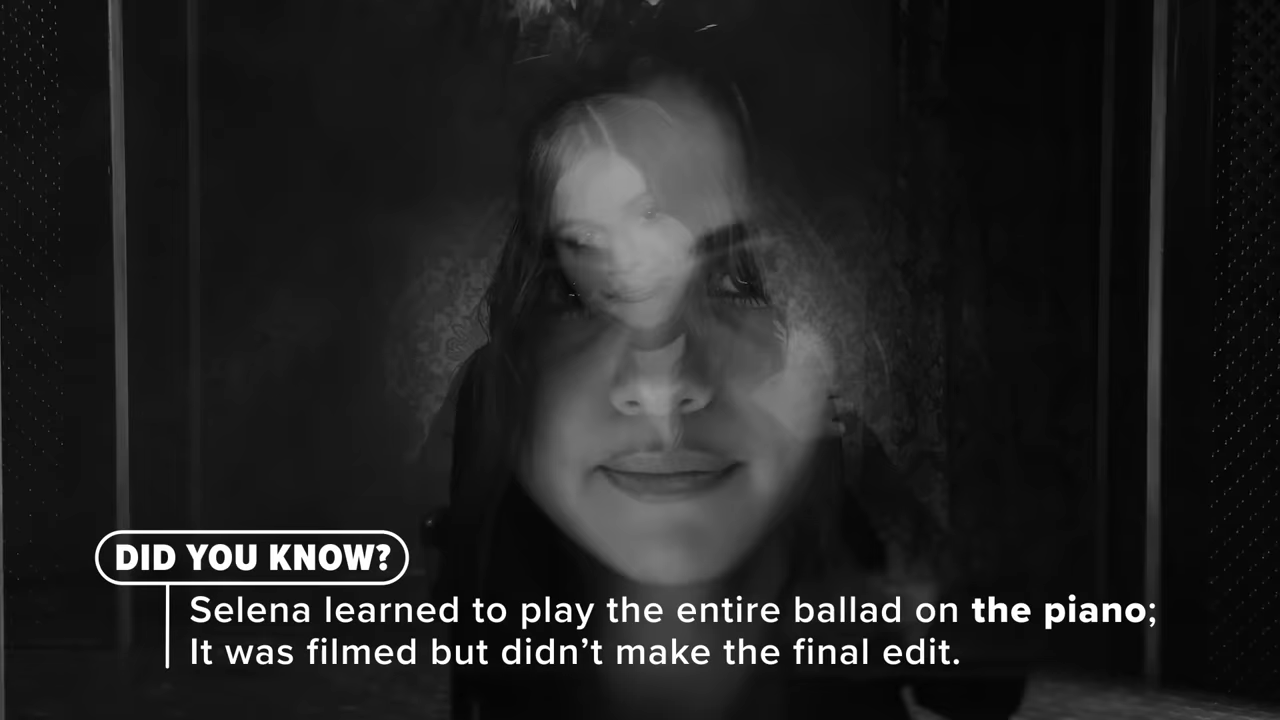 DID YOU KNOW?
Selena learned to play the entire ballad on the piano;
It was filmed but didn’t make the final edit.